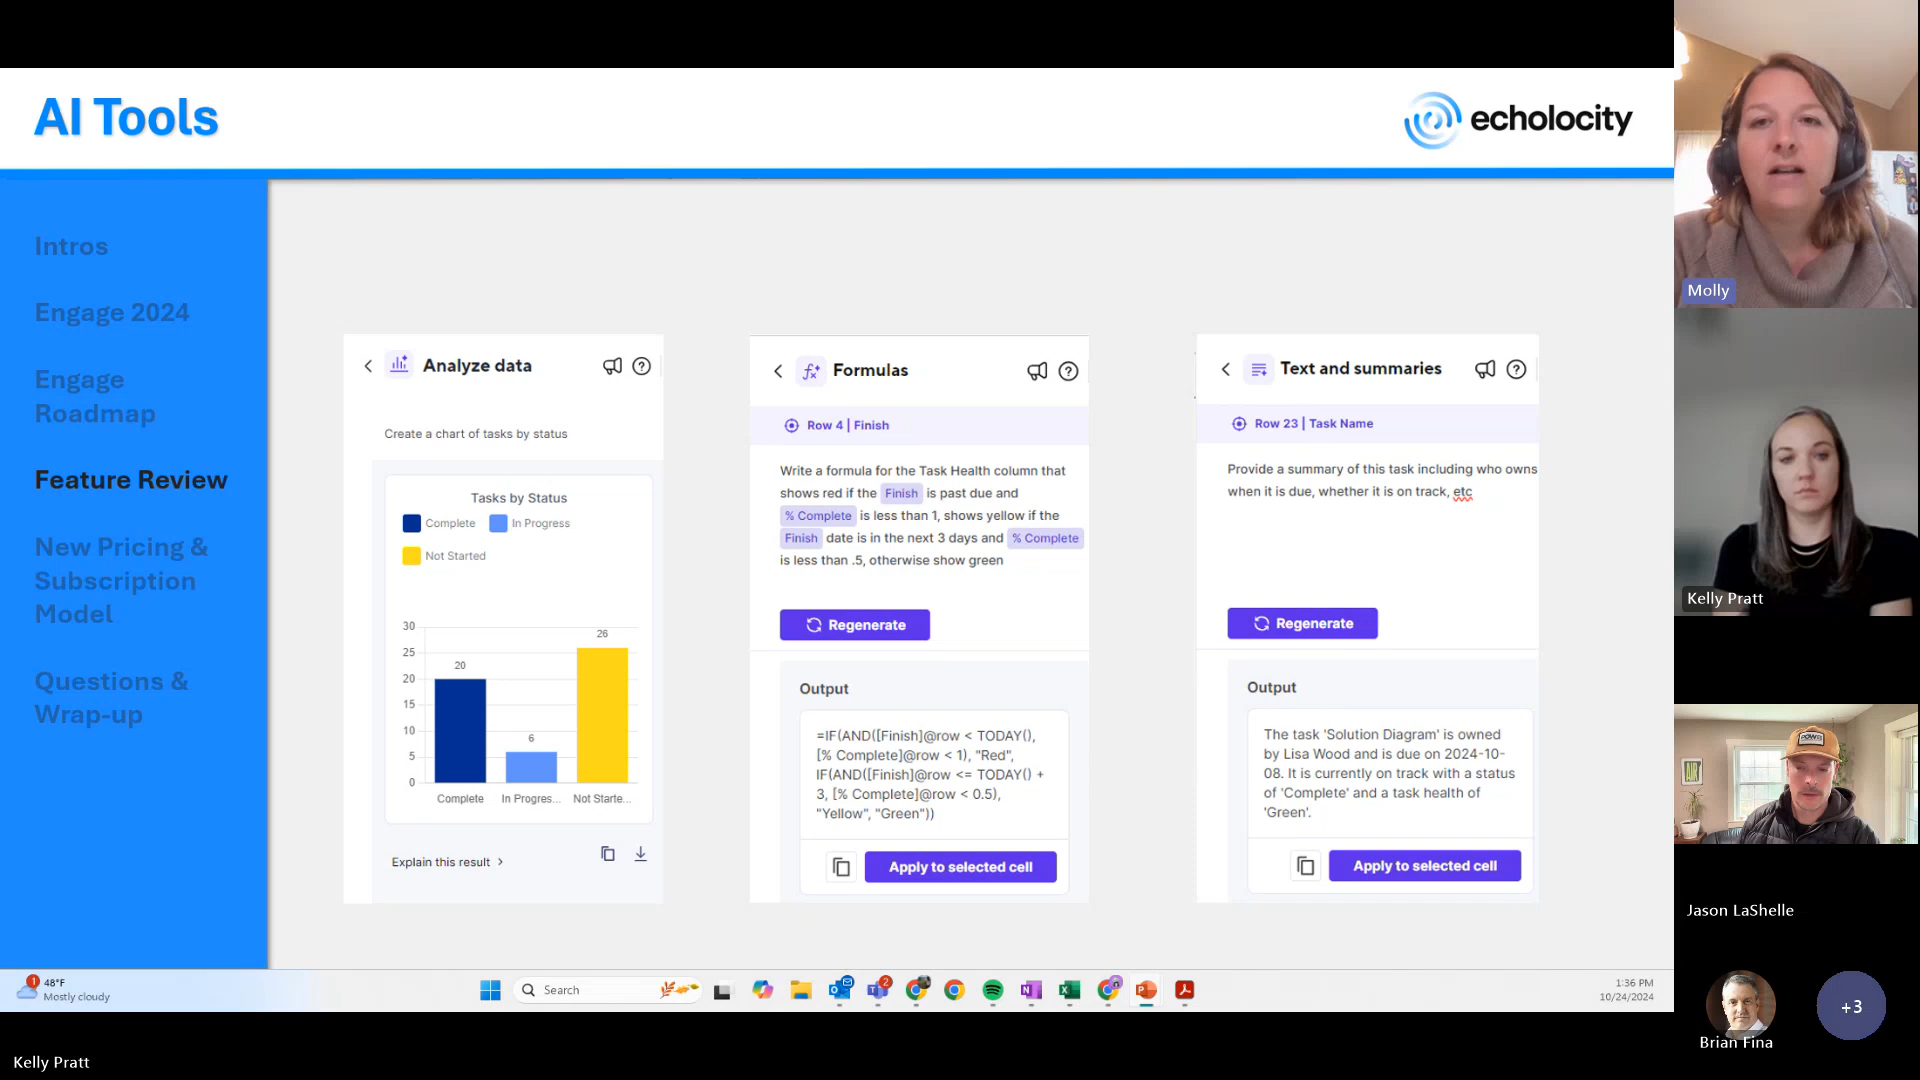 AI Tools
echolocity
Intros
Engage 2024
Engage
Roadmap
Feature Review
New Pricing &
Subscription
Model
Questions &
Wrap-up
Analyze data
Create a chart of tasks by status
Tasks by Status
Complete
In Progress
Not Started
30
25
20
15
10
5
0
20
6
26
Complete
In Progres...
Not Starte...
Explain this result
Formulas
Row 4 | Finish
Write a formula for the Task Health column that
shows red if the Finish is past due and
% Complete is less than 1, shows yellow if the
Finish date is in the next 3 days and % Complete
is less than .5, otherwise show green
Regenerate
Output
=IF(AND([Finish]@row < TODAY(),
[% Complete]@row < 1), "Red",
IF(AND([Finish]@row <= TODAY() +
3, [% Complete]@row < 0.5),
"Yellow", "Green"))
Apply to selected cell
Text and summaries
Row 23 | Task Name
Provide a summary of this task including who owns
when it is due, whether it is on track, etc
Regenerate
Output
The task 'Solution Diagram' is owned
by Lisa Wood and is due on 2024-10-
08. It is currently on track with a status
of 'Complete' and a task health of
'Green'.
Apply to selected cell
1
48°F
Mostly cloudy
Search
2
1:36 PM
10/24/2024
Molly
Kelly Pratt
Jason LaShelle
Brian Fina
+3
Kelly Pratt